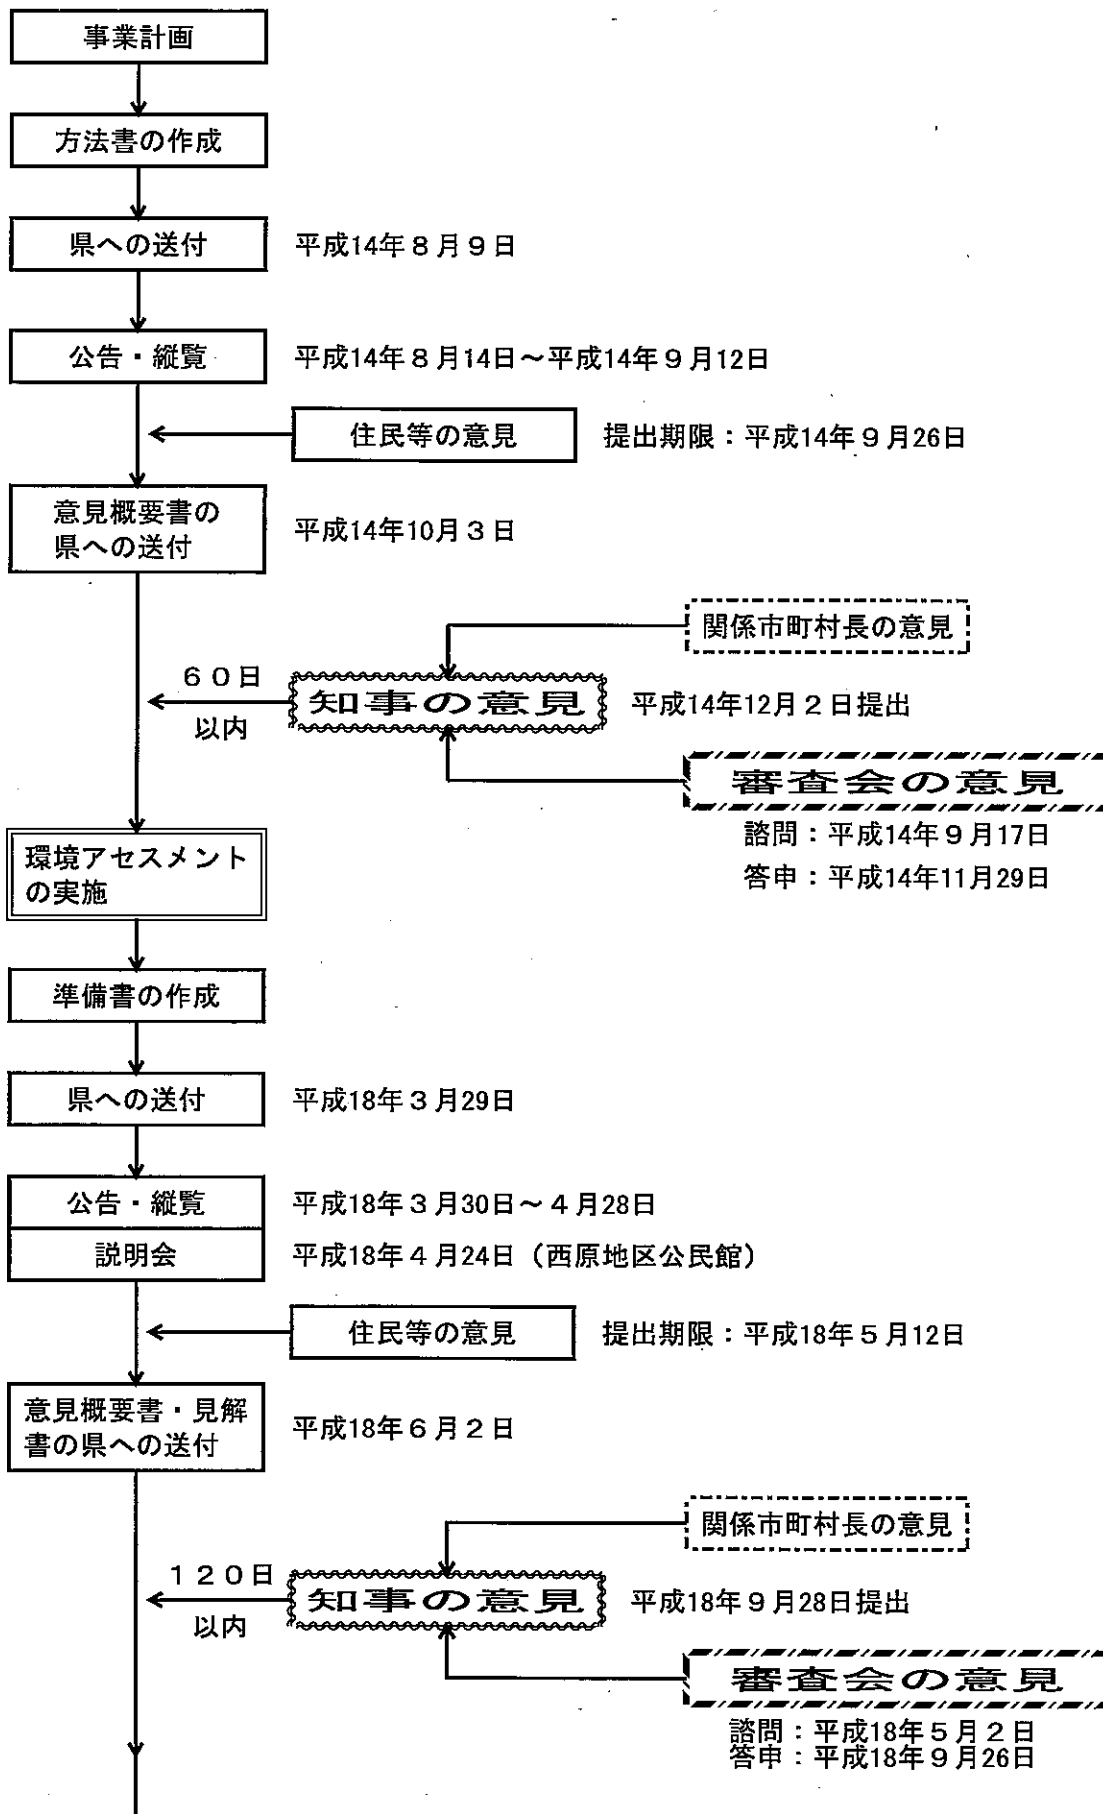 事業計画
方法書の作成
県への送付 平成14年８月９日
公告・縦覧 平成14年８月14日～平成14年９月12日
住民等の意見 提出期限：平成14年９月26日
意見概要書の
県への送付
平成14年10月３日
関係市町村長の意見
６０日
以内
知事の意見 平成14年12月２日提出
審査会の意見
諮問：平成14年９月17日
答申：平成14年11月29日
環境アセスメント
の実施
準備書の作成
県への送付 平成18年３月29日
公告・縦覧 平成18年３月30日～４月28日
説明会 平成18年４月24日（西原地区公民館）
住民等の意見 提出期限：平成18年５月12日
意見概要書・見解
書の県への送付
平成18年６月２日
関係市町村長の意見
１２０日
以内
知事の意見 平成18年９月28日提出
審査会の意見
諮問：平成18年５月２日
答申：平成18年９月26日